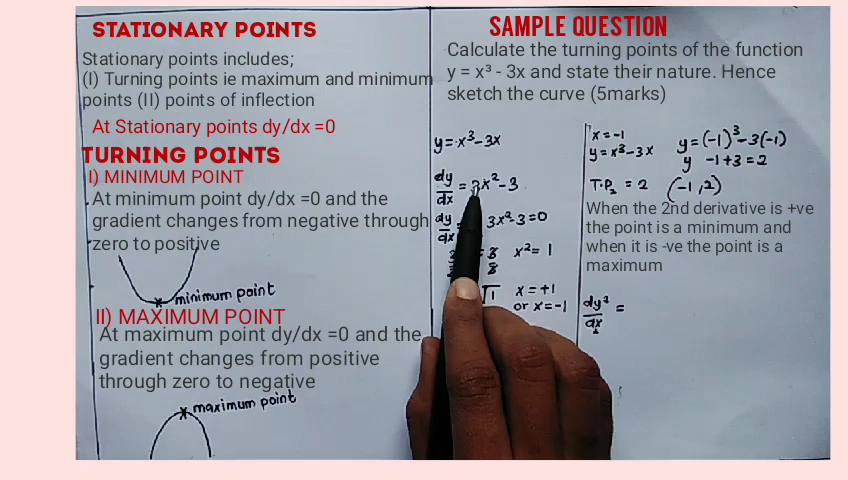 STATIONARY POINTS
Stationary points includes;
(I) Turning points ie maximum and minimum
points (II) points of inflection
At Stationary points dy/dx =0
TURNING POINTS
I) MINIMUM POINT
At minimum point dy/dx =0 and the
gradient changes from negative through
zero to positive
minimum point
II) MAXIMUM POINT
At maximum point dy/dx =0 and the
gradient changes from positive
through zero to negative
maximum point
SAMPLE QUESTION
Calculate the turning points of the function
y = x³ - 3x and state their nature. Hence
sketch the curve (5marks)
y = x³-3x
dy/dx = 3x²-3
dy/dx = 3x²-3=0
x² = 1
x = +1
or x = -1
x = -1
y = x³-3x
y = (-1)³-3(-1)
y -1+3 = 2
T.P₂ = 2 (-1, 2)
When the 2nd derivative is +ve
the point is a minimum and
when it is -ve the point is a
maximum
dy²/dx² =